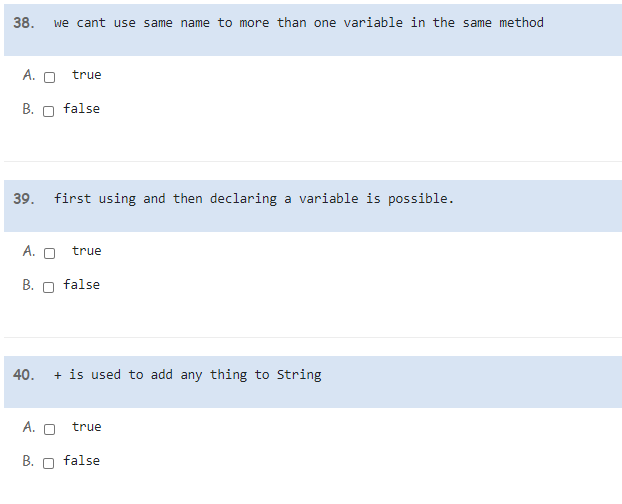 38. we cant use same name to more than one variable in the same method
A. true
B. false
39. first using and then declaring a variable is possible.
A. true
B. false
40. + is used to add any thing to String
A. true
B. false